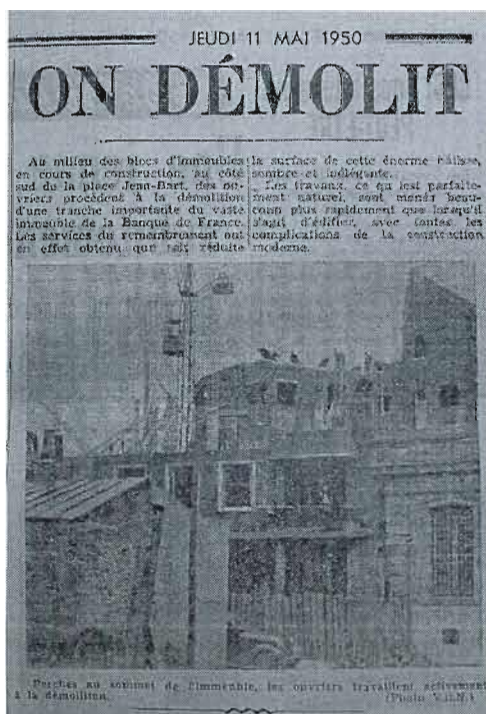 JEUDI 11 MAI 1950
ON DÉMOLIT
Au milieu des blocs d'immeubles
en cours de construction, au côté
sud de la place Jean-Bart, des ou-
vriers procèdent à la démolition
d'une tranche importante du vaste
immeuble de la Banque de France.
Les services du remembrement ont
en effet obtenu que soit réduite
la surface de cette énorme bâtisse,
sombre et inélégante.
Les travaux, ce qui est parfaite-
ment naturel, sont menés beau-
coup plus rapidement que lorsqu'il
s'agit d'édifier, avec toutes les
complications de la construction
moderne.
Perchés au sommet de l'immeuble, les ouvriers travaillent activement
à la démolition. (Photo V.D.N.)